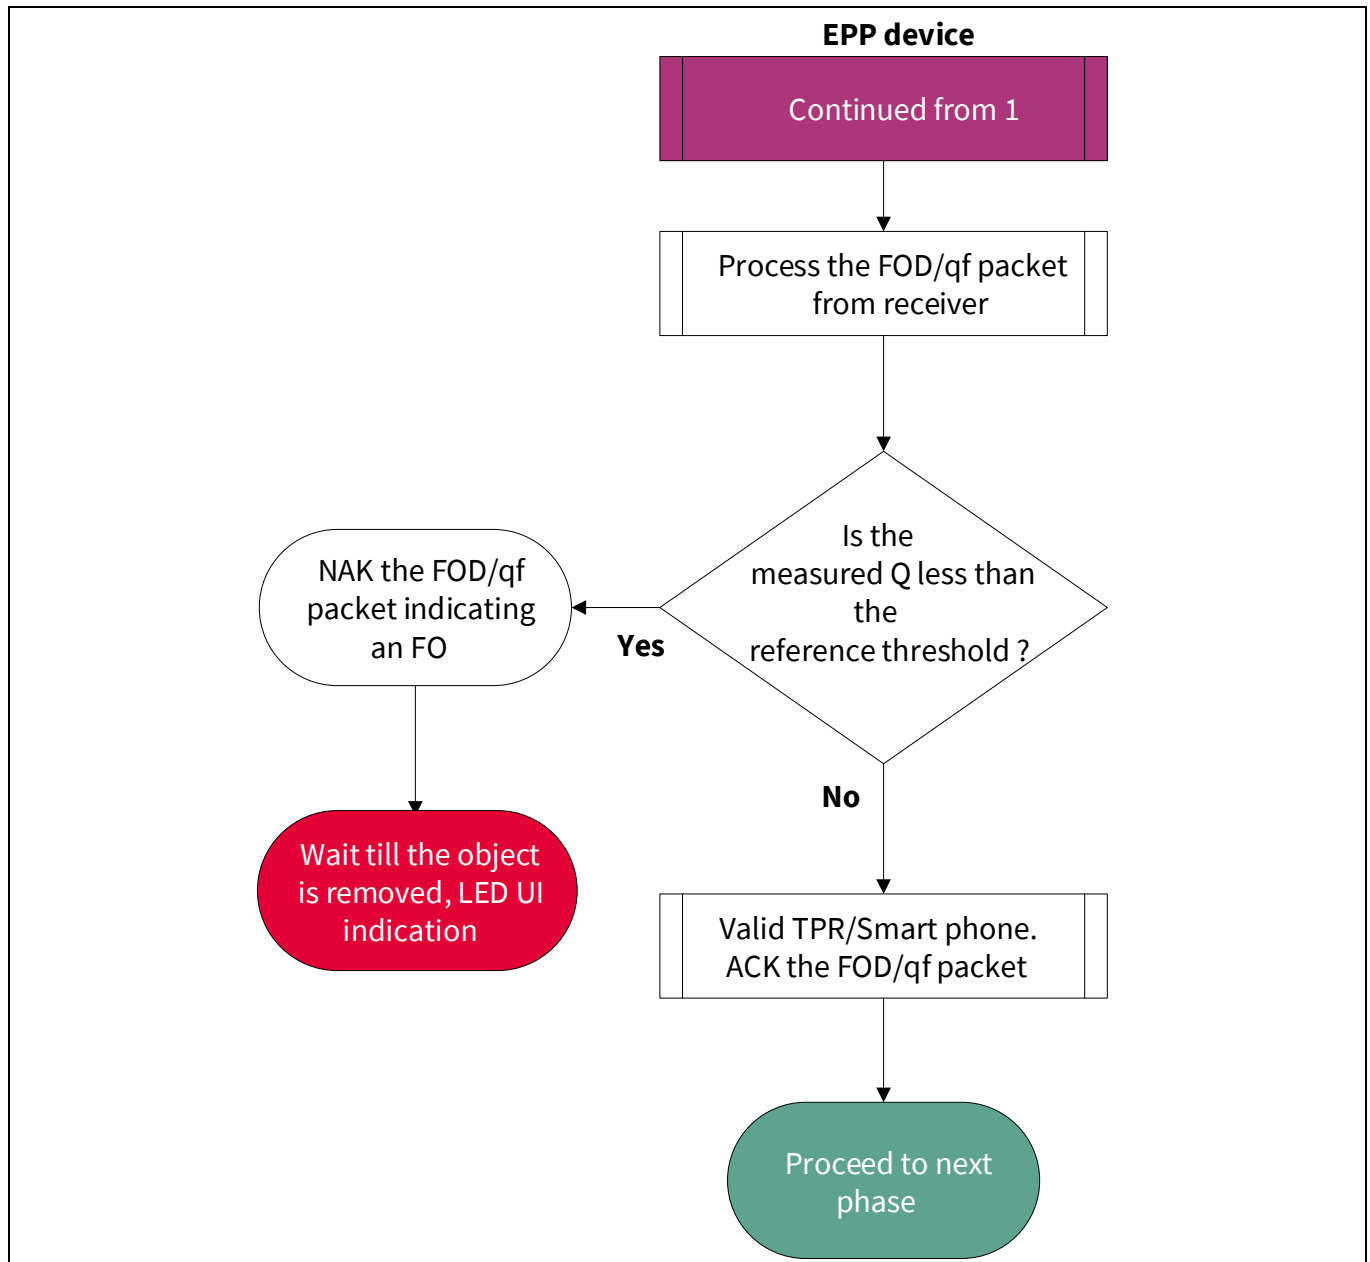 EPP device
Continued from 1
Process the FOD/qf packet
from receiver
Is the
measured Q less than
the
reference threshold ?
Yes
NAK the FOD/qf
packet indicating
an FO
Wait till the object
is removed, LED UI
indication
No
Valid TPR/Smart phone.
ACK the FOD/qf packet
Proceed to next
phase